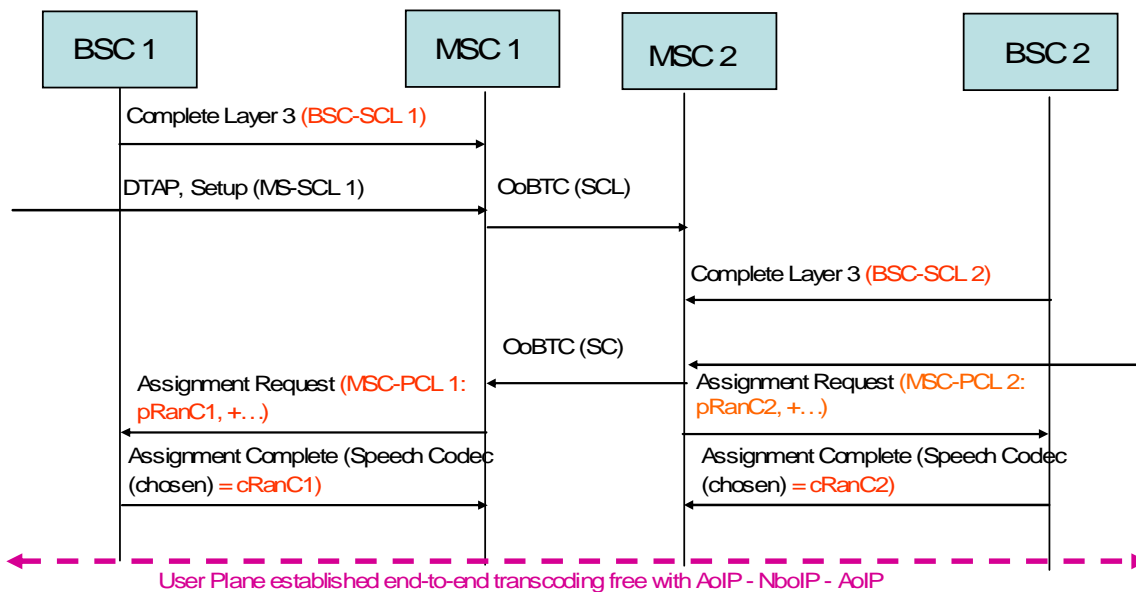 BSC 1
MSC 1
MSC 2
BSC 2
Complete Layer 3 (BSC-SCL 1)
DTAP, Setup (MS-SCL 1)
OoBTC (SCL)
Complete Layer 3 (BSC-SCL 2)
OoBTC (SC)
Assignment Request (MSC-PCL 1:
pRanC1, +…)
Assignment Request (MSC-PCL 2:
pRanC2, +…)
Assignment Complete (Speech Codec
(chosen) = cRanC1)
Assignment Complete (Speech Codec
(chosen) = cRanC2)
User Plane established end-to-end transcoding free with AoIP - NboIP - AoIP